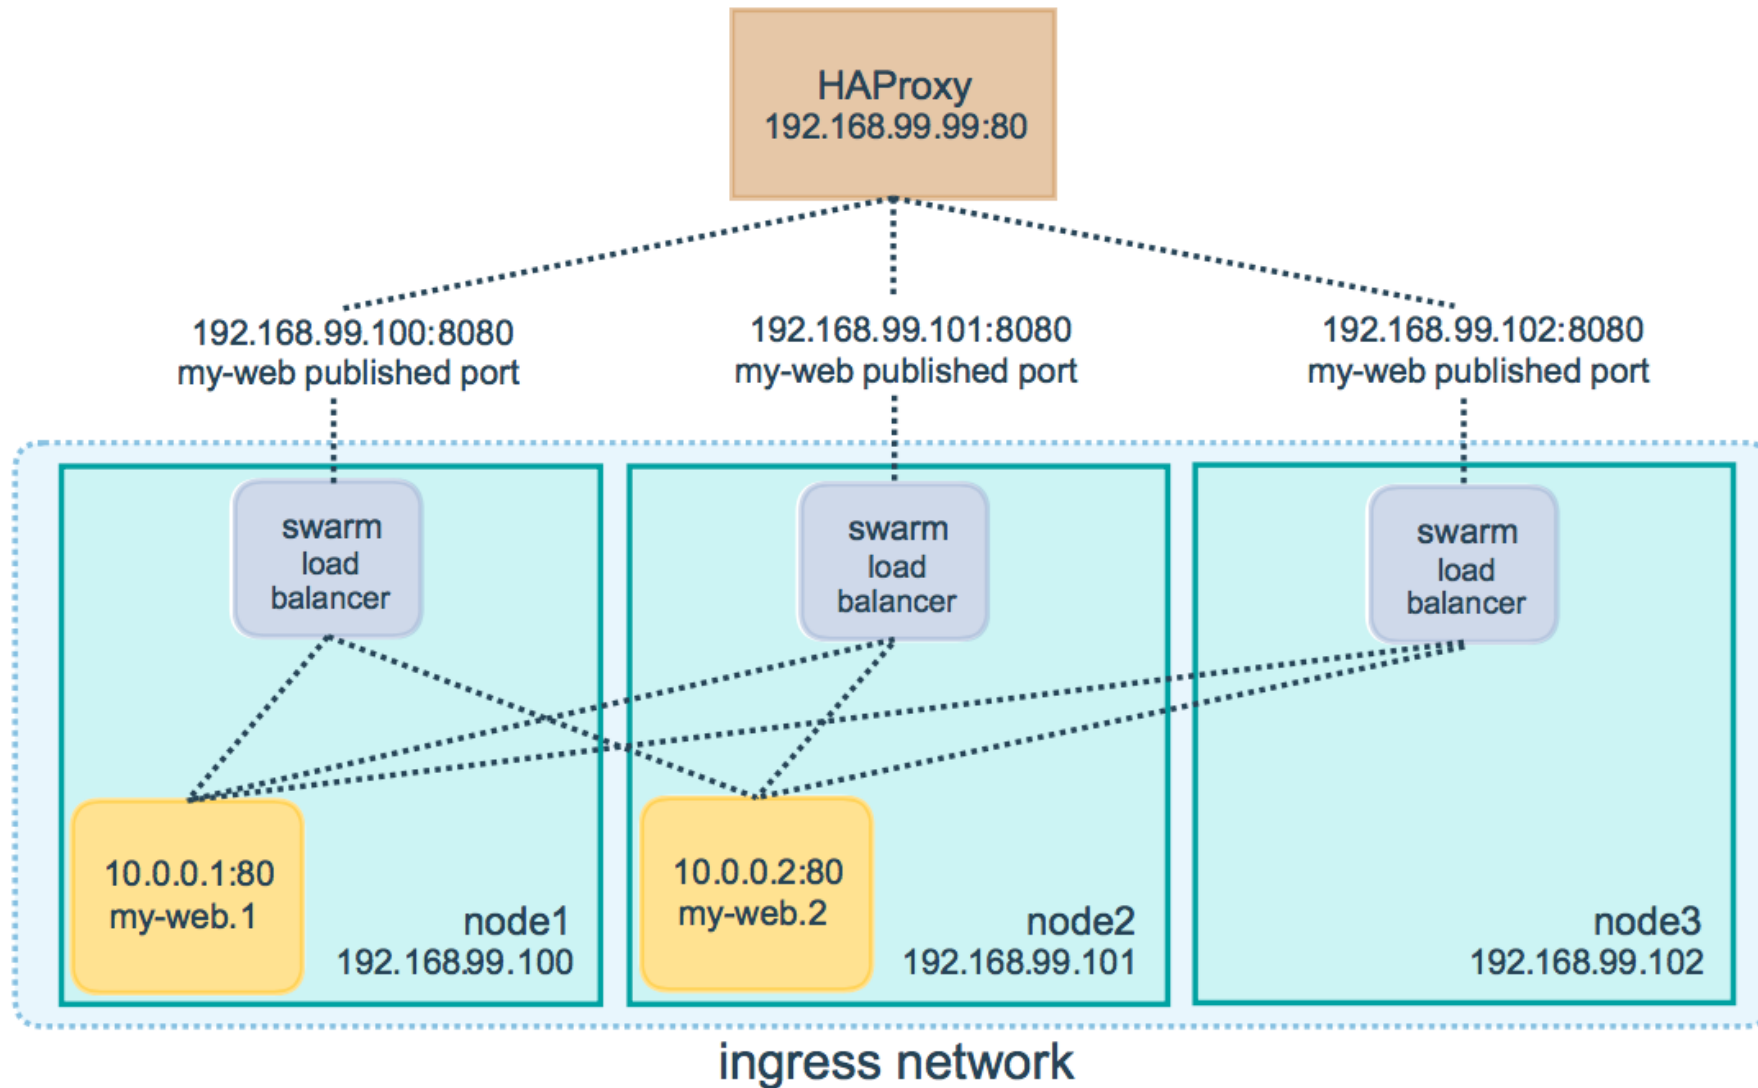 HAProxy
192.168.99.99:80
192.168.99.100:8080
my-web published port
192.168.99.101:8080
my-web published port
192.168.99.102:8080
my-web published port
swarm
load
balancer
swarm
load
balancer
swarm
load
balancer
10.0.0.1:80
my-web.1
node1
192.168.99.100
10.0.0.2:80
my-web.2
node2
192.168.99.101
node3
192.168.99.102
ingress network